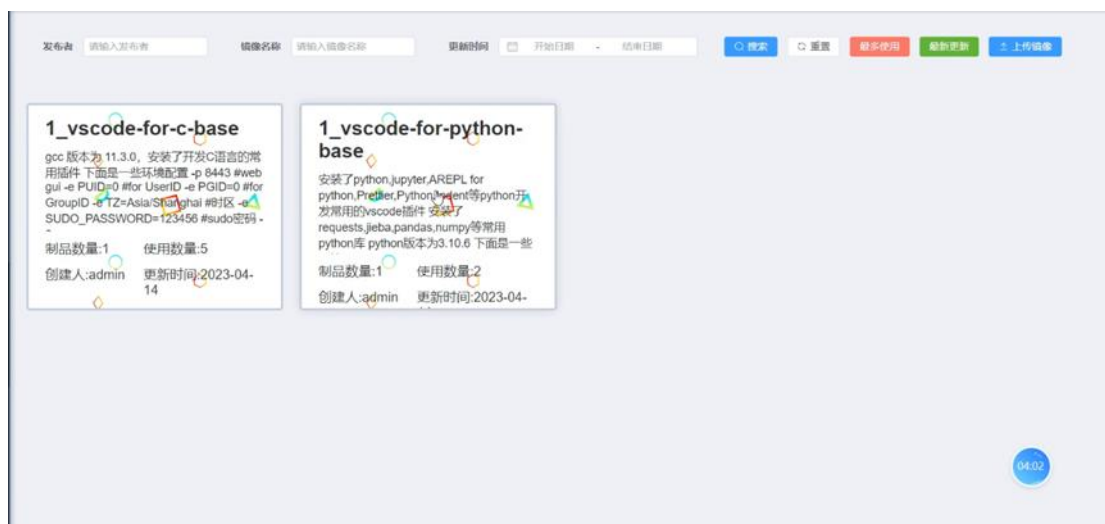 发布者 请输入发布者 镜像名称 请输入镜像名称 更新时间 开始日期 - 结束日期 搜索 重置 最多使用 最新更新 上传镜像
1_vscode-for-c-base
gcc 版本为 11.3.0，安装了开发C语言的常
用插件 下面是一些环境配置 -p 8443 #web
gui -e PUID=0 #for UserID -e PGID=0 #for
GroupID -e TZ=Asia/Shanghai #时区 -e
SUDO_PASSWORD=123456 #sudo密码 -
制品数量:1 使用数量:5
创建人:admin 更新时间:2023-04-
14
1_vscode-for-python-
base
安装了python,jupyter,AREPL for
python,Prettier,Python Indent等python开
发常用的vscode插件 安装了
requests,jieba,pandas,numpy等常用
python库 python版本为3.10.6 下面是一些
制品数量:1 使用数量:2
创建人:admin 更新时间:2023-04-
04:02